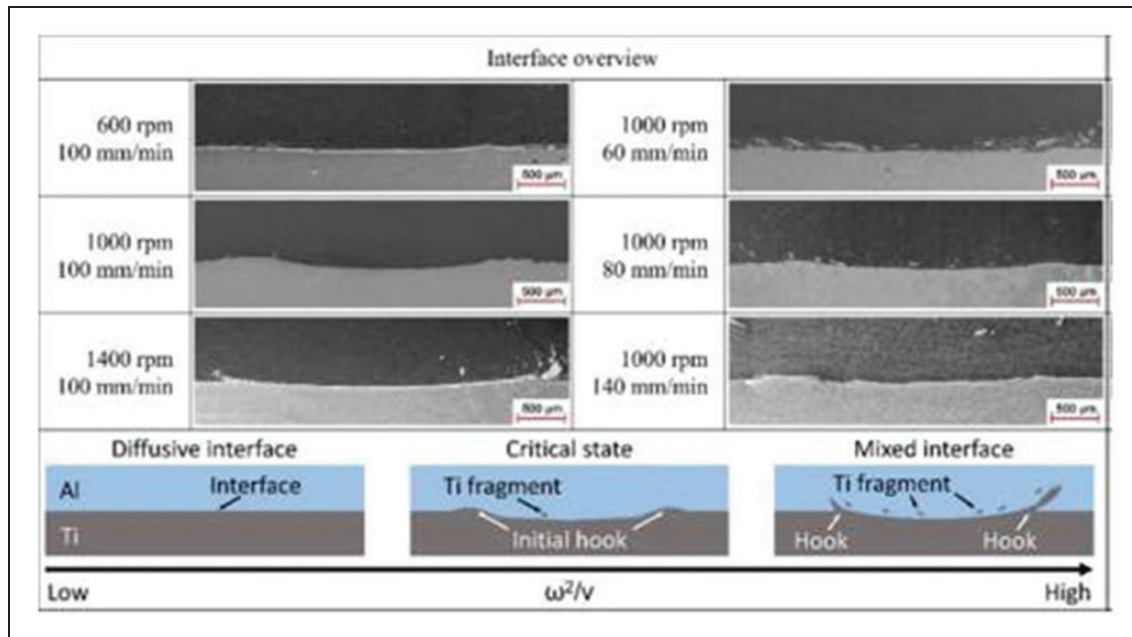 Interface overview
600 rpm
100 mm/min
500 µm
1000 rpm
60 mm/min
500 µm
1000 rpm
100 mm/min
500 µm
1000 rpm
80 mm/min
500 µm
1400 rpm
100 mm/min
500 µm
1000 rpm
140 mm/min
500 µm
Diffusive interface
Critical state
Mixed interface
Al
Interface
Ti
Ti fragment
Initial hook
Ti fragment
Hook
Hook
Low
ω²/v
High